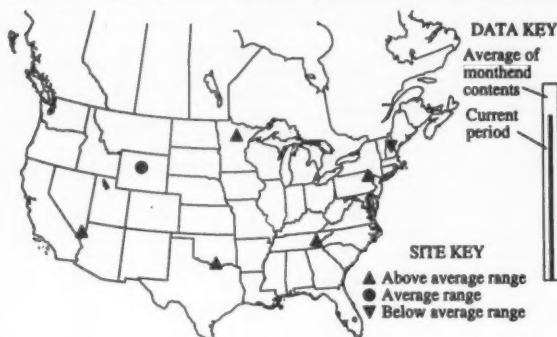 DATA KEY
Average of
monthend
contents
Current
period
SITE KEY
Above average range
Average range
Below average range